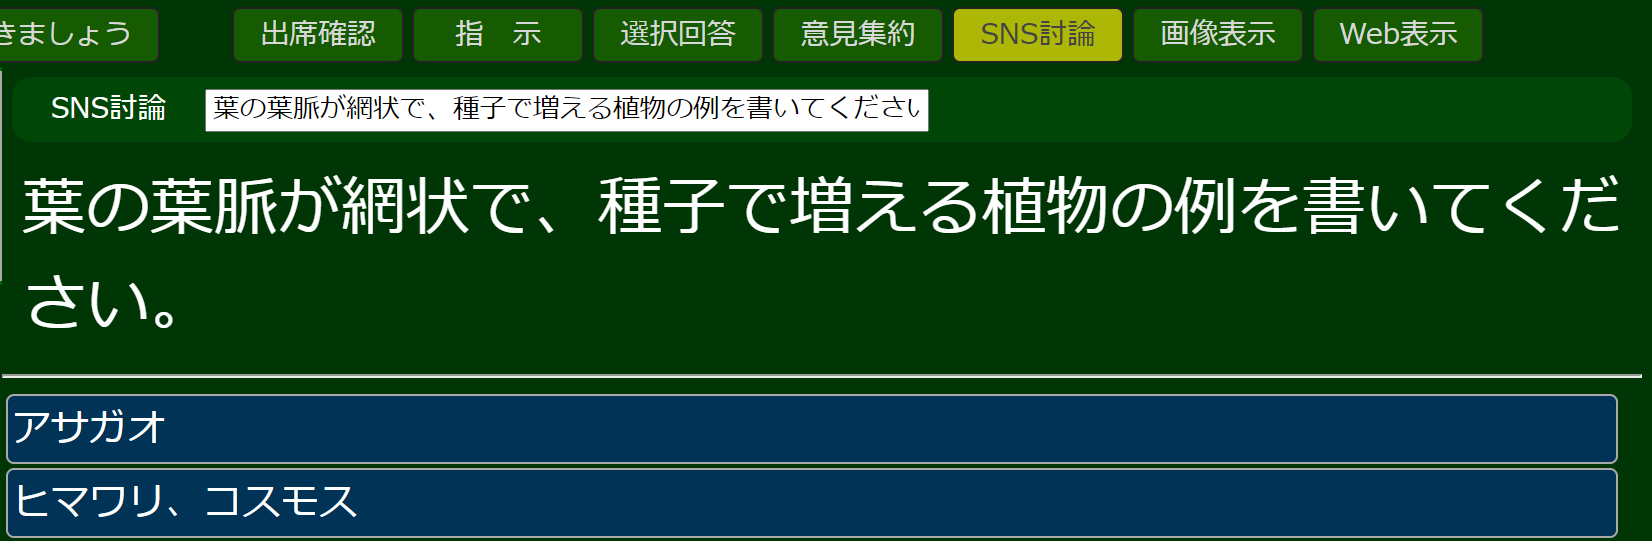 きましょう 出席確認 指　示 選択回答 意見集約 SNS討論 画像表示 Web表示
SNS討論 葉の葉脈が網状で、種子で増える植物の例を書いてください
葉の葉脈が網状で、種子で増える植物の例を書いてくだ
さい。
アサガオ
ヒマワリ、コスモス